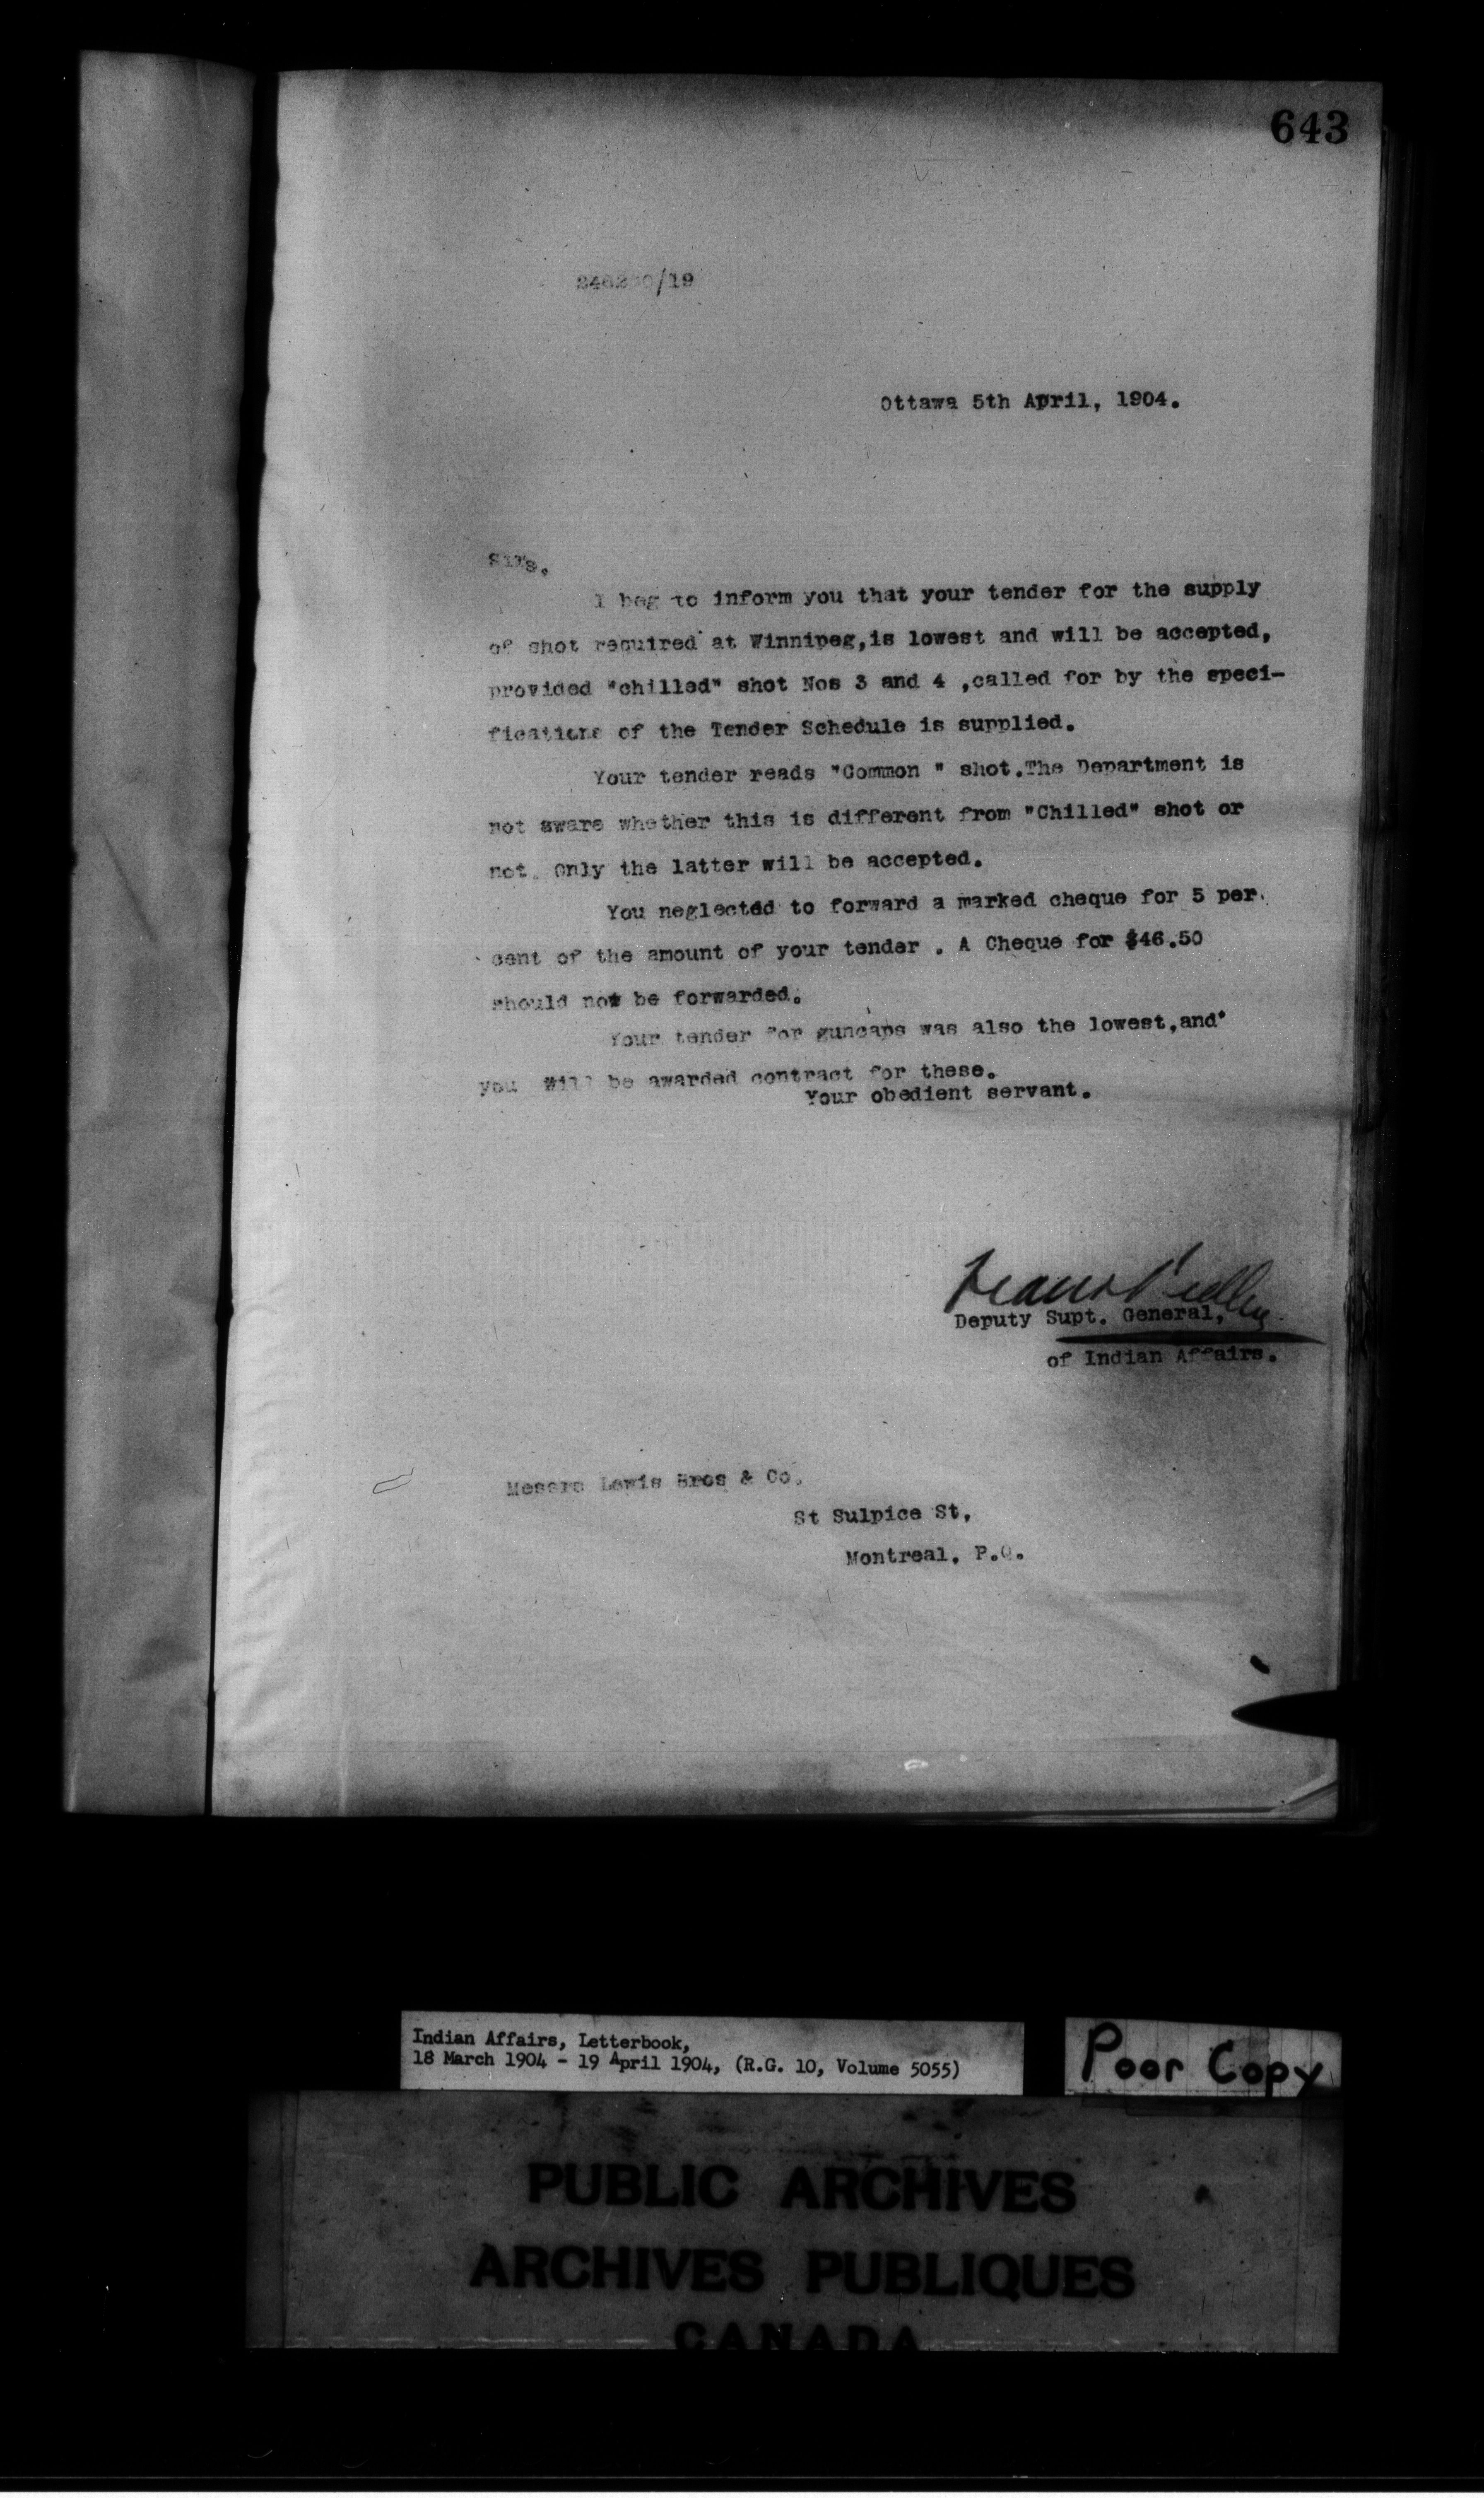 643
Ottawa 5th April, 1904.
Sirs.
I beg to inform you that your tender for the supply
of shot required at Winnipeg,is lowest and will be accepted,
provided "chilled" shot Nos 3 and 4 ,called for by the speci-
fications of the Tender Schedule is supplied.
Your tender reads "Common " shot.The Department is
not aware whether this is different from "Chilled" shot or
not. Only the latter will be accepted.
You neglected to forward a marked cheque for 5 per.
cent of the amount of your tender . A Cheque for $46.50
should now be forwarded.
Your tender for guncaps was also the lowest,and
you will be awarded contract for these.
Your obedient servant.
Frank Pedley
Deputy Supt. General,
of Indian Affairs.
Messrs Lewis Bros & Co.
St Sulpice St,
Montreal, P.Q.
Indian Affairs, Letterbook,
18 March 1904 - 19 April 1904, (R.G. 10, Volume 5055)
Poor Copy
PUBLIC ARCHIVES
ARCHIVES PUBLIQUES
CANADA